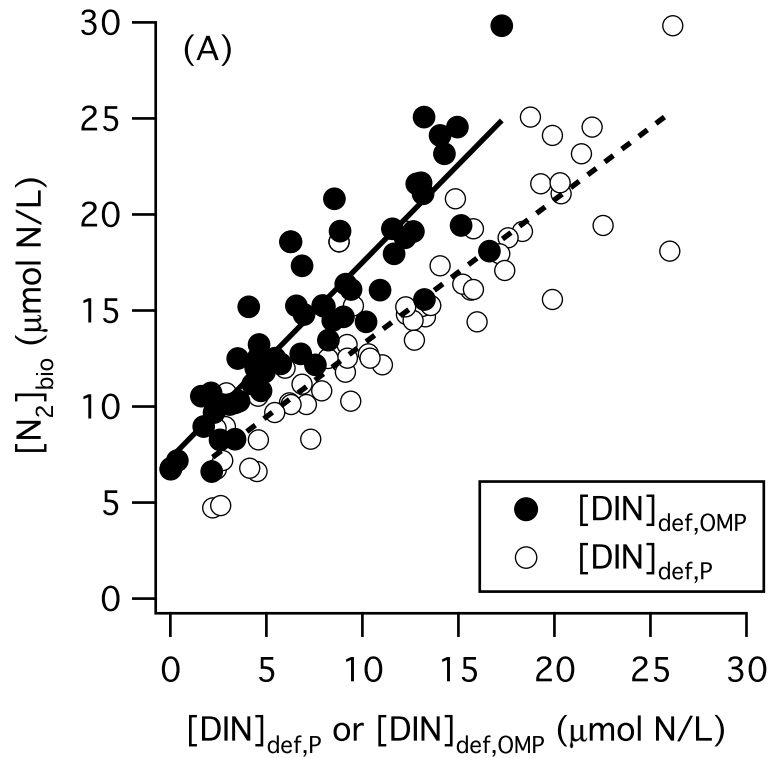 (A)
30
25
20
15
10
5
0
[N2]bio (μmol N/L)
[DIN]def,OMP
[DIN]def,P
0 5 10 15 20 25 30
[DIN]def,P or [DIN]def,OMP (μmol N/L)